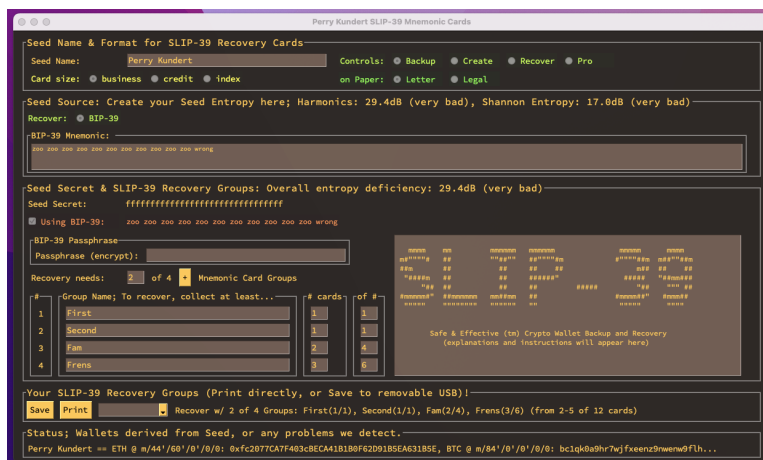 Perry Kundert SLIP-39 Mnemonic Cards
Seed Name & Format for SLIP-39 Recovery Cards
Seed Name: Perry Kundert Controls: Backup Create Recover Pro
Card size: business credit index on Paper: Letter Legal
Seed Source: Create your Seed Entropy here; Harmonics: 29.4dB (very bad), Shannon Entropy: 17.0dB (very bad)
Recover: BIP-39
BIP-39 Mnemonic:
zoo zoo zoo zoo zoo zoo zoo zoo zoo zoo zoo wrong
Seed Secret & SLIP-39 Recovery Groups: Overall entropy deficiency: 29.4dB (very bad)
Seed Secret: ffffffffffffffffffffffffffffffff
Using BIP-39: zoo zoo zoo zoo zoo zoo zoo zoo zoo zoo zoo wrong
BIP-39 Passphrase
Passphrase (encrypt):
Recovery needs: 2 of 4 + Mnemonic Card Groups
# Group Name; To recover, collect at least... # cards of #
1 First 1 1
2 Second 1 1
3 Fam 2 4
4 Frens 3 6
SLIP-39
Safe & Effective (tm) Crypto Wallet Backup and Recovery
(explanations and instructions will appear here)
Your SLIP-39 Recovery Groups (Print directly, or Save to removable USB)!
Save Print Recover w/ 2 of 4 Groups: First(1/1), Second(1/1), Fam(2/4), Frens(3/6) (from 2-5 of 12 cards)
Status; Wallets derived from Seed, or any problems we detect.
Perry Kundert == ETH @ m/44'/60'/0'/0/0: 0xfc2077CA7F403cBECA41B1B0F62D91B5EA631B5E, BTC @ m/84'/0'/0'/0/0: bc1qk0a9hr7wjfxeenz9nwenw9flh...